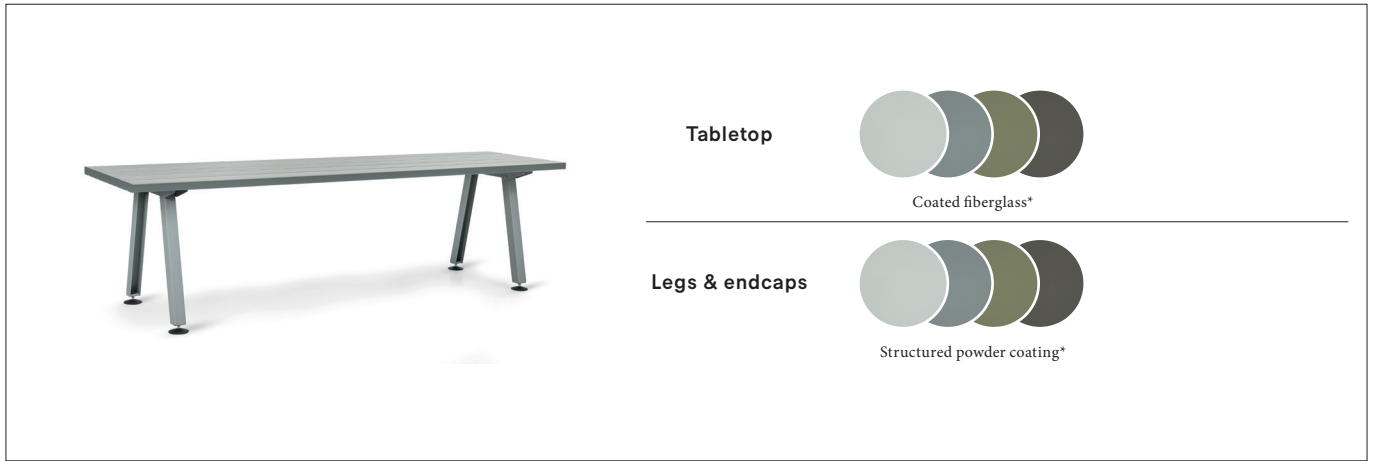 Tabletop
Coated fiberglass*
Legs & endcaps
Structured powder coating*